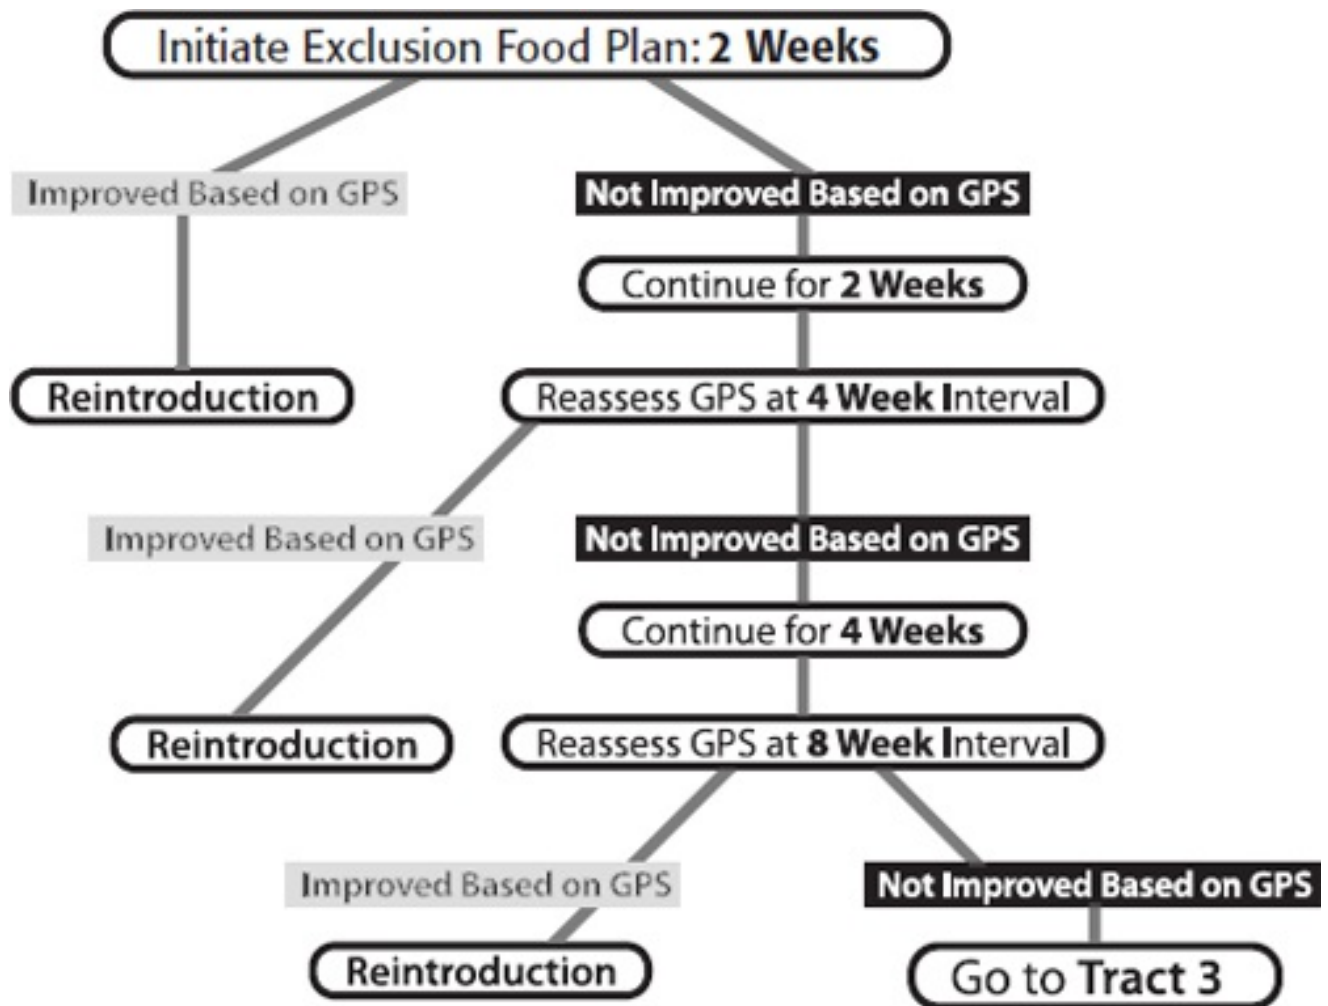 Initiate Exclusion Food Plan: 2 Weeks
Improved Based on GPS
Not Improved Based on GPS
Continue for 2 Weeks
Reintroduction
Reassess GPS at 4 Week Interval
Improved Based on GPS
Not Improved Based on GPS
Continue for 4 Weeks
Reintroduction
Reassess GPS at 8 Week Interval
Improved Based on GPS
Not Improved Based on GPS
Reintroduction
Go to Tract 3